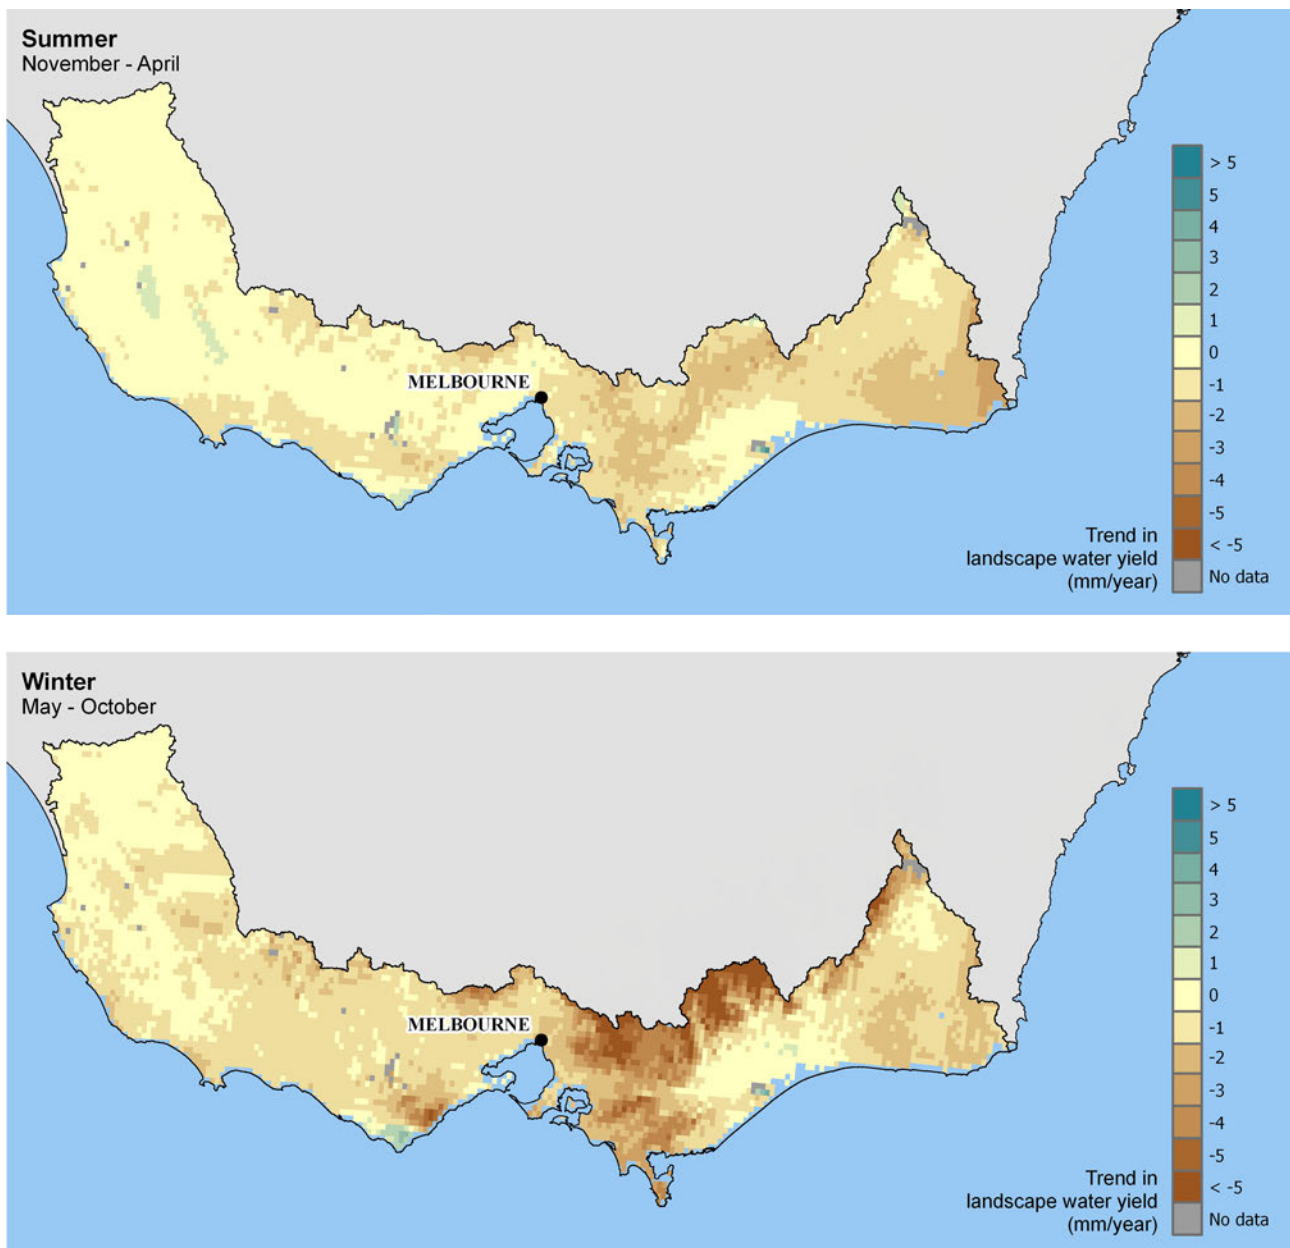 Summer
November - April
MELBOURNE
> 5
5
4
3
2
1
0
-1
-2
-3
-4
-5
< -5
No data
Trend in
landscape water yield
(mm/year)
Winter
May - October
MELBOURNE
> 5
5
4
3
2
1
0
-1
-2
-3
-4
-5
< -5
No data
Trend in
landscape water yield
(mm/year)